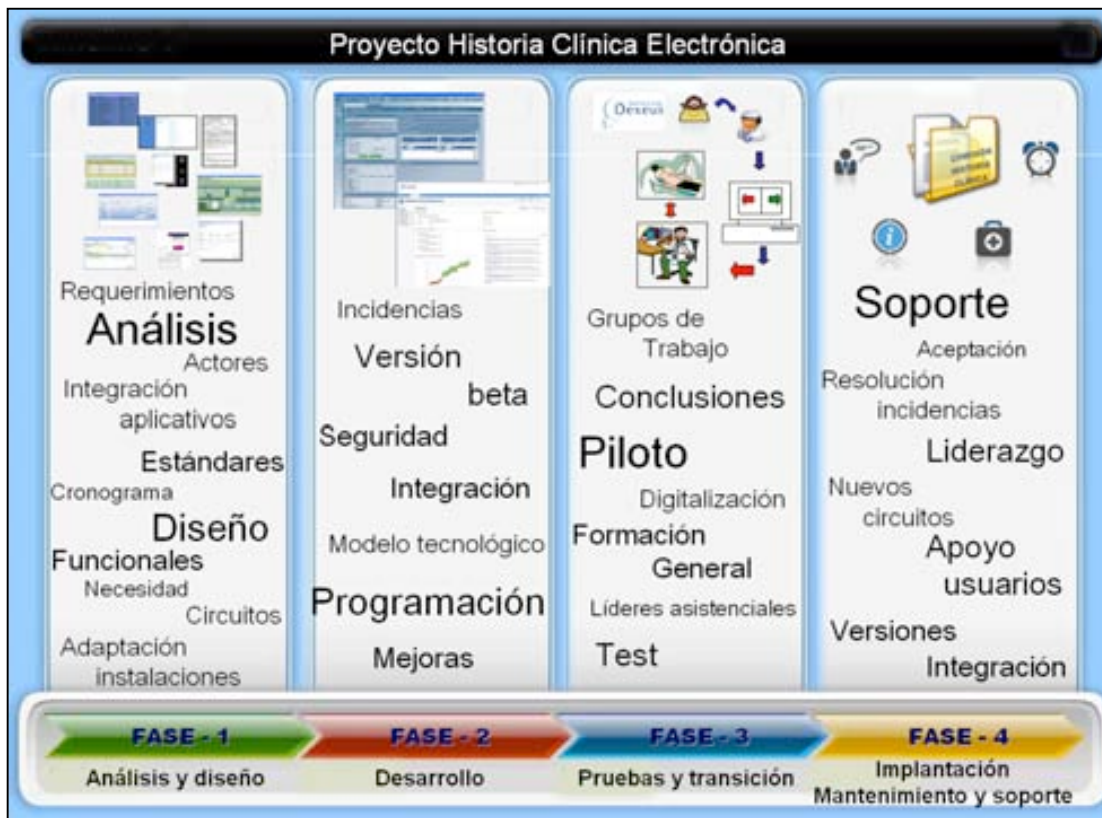 Proyecto Historia Clínica Electrónica
Requerimientos
Análisis
Actores
Integración
aplicativos
Estándares
Cronograma
Diseño
Funcionales
Necesidad
Circuitos
Adaptación
instalaciones
Incidencias
Versión
beta
Seguridad
Integración
Modelo tecnológico
Programación
Mejoras
Dexeus
Grupos de
Trabajo
Conclusiones
Piloto
Digitalización
Formación
General
Líderes asistenciales
Test
HISTORIA
CLÍNICA
Soporte
Aceptación
Resolución
incidencias
Liderazgo
Nuevos
circuitos
Apoyo
usuarios
Versiones
Integración
FASE - 1
Análisis y diseño
FASE - 2
Desarrollo
FASE - 3
Pruebas y transición
FASE - 4
Implantación
Mantenimiento y soporte